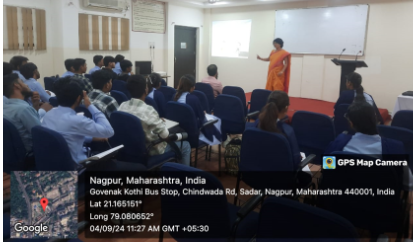 GPS Map Camera
Nagpur, Maharashtra, India
Govenak Kothi Bus Stop, Chindwada Rd, Sadar, Nagpur, Maharashtra 440001, India
Lat 21.165151°
Long 79.080652°
04/09/24 11:27 AM GMT +05:30
Google